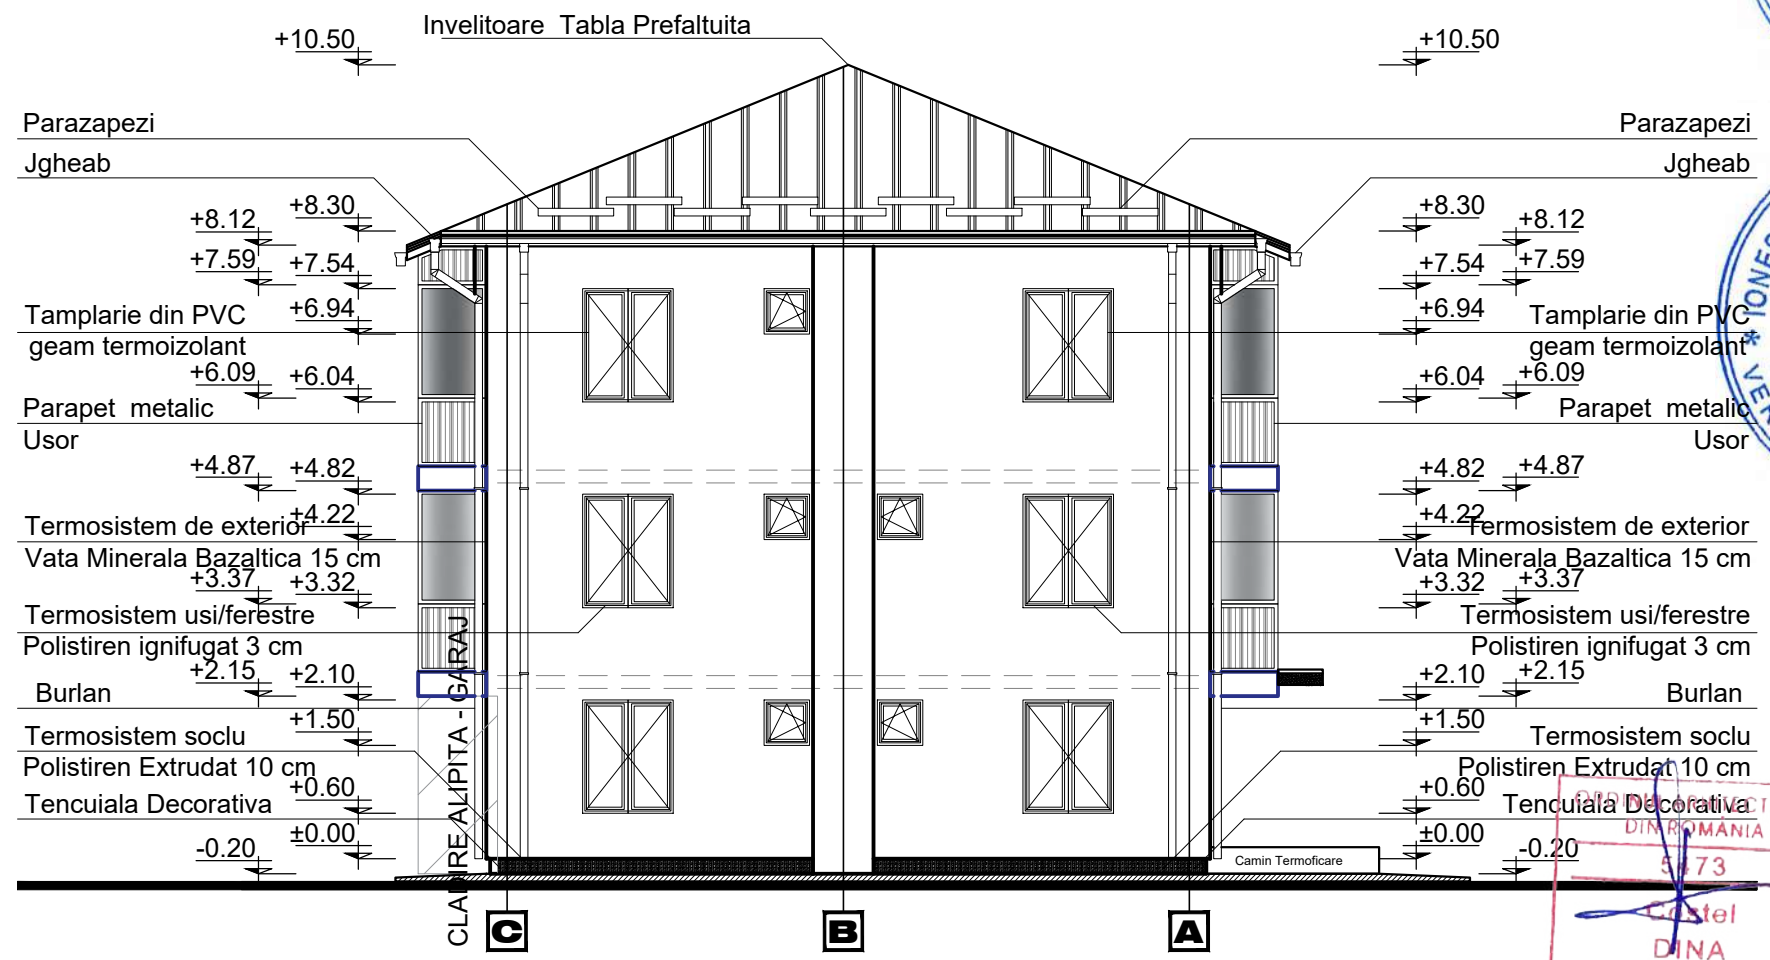 Invelitoare Tabla Prefaltuita
+10.50
+10.50
Parazapezi
Parazapezi
Jgheab
Jgheab
+8.12
+8.30
+8.30
+8.12
+7.59
+7.54
+7.54
+7.59
Tamplarie din PVC
geam termoizolant
+6.94
+6.94
Tamplarie din PVC
geam termoizolant
+6.09
+6.04
+6.04
+6.09
Parapet metalic
Usor
Parapet metalic
Usor
+4.87
+4.82
+4.82
+4.87
Termosistem de exterior
Vata Minerala Bazaltica 15 cm
+4.22
+4.22
Termosistem de exterior
Vata Minerala Bazaltica 15 cm
+3.37
+3.32
+3.32
+3.37
Termosistem usi/ferestre
Polistiren ignifugat 3 cm
Termosistem usi/ferestre
Polistiren ignifugat 3 cm
+2.15
+2.10
+2.10
+2.15
Burlan
Burlan
+1.50
+1.50
Termosistem soclu
Polistiren Extrudat 10 cm
Termosistem soclu
Polistiren Extrudat 10 cm
Tencuiala Decorativa
+0.60
+0.60
Tencuiala Decorativa
-0.20
±0.00
±0.00
-0.20
CLADIRE ALIPITA - GARAJ
Camin Termoficare
C
B
A
DIN ROMÂNIA
Costel
DINA